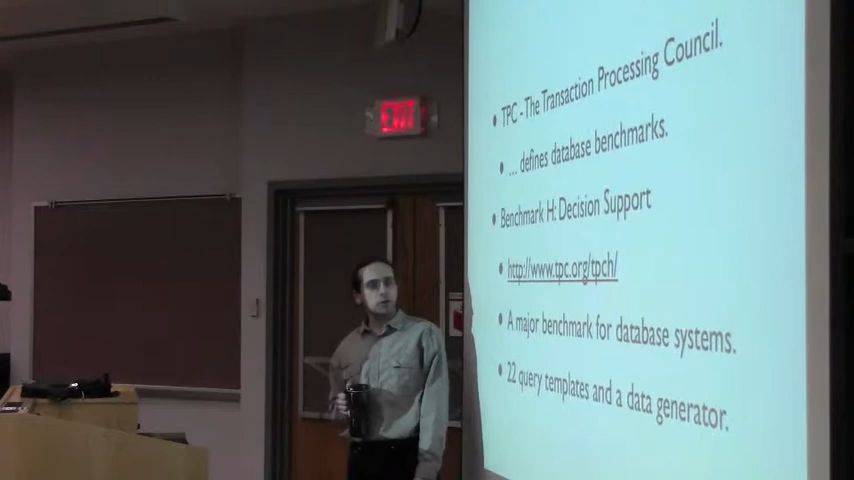 EXIT
• TPC - The Transaction Processing Council.
• ... defines database benchmarks.
• Benchmark H: Decision Support
• http://www.tpc.org/tpch/
• A major benchmark for database systems.
• 22 query templates and a data generator.